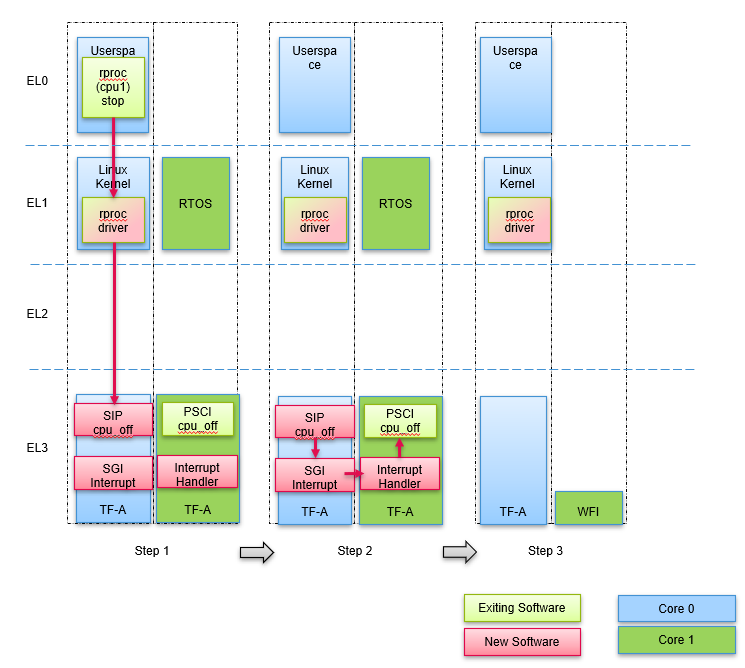 EL0
Userspa
rproc
(cpu1)
stop
Userspa
ce
Userspa
ce
EL1
Linux
Kernel
rproc
driver
RTOS
Linux
Kernel
rproc
driver
RTOS
Linux
Kernel
rproc
driver
EL2
EL3
SIP
cpu_off
SGI
Interrupt
TF-A
PSCI
cpu_off
Interrupt
Handler
TF-A
SIP
cpu_off
SGI
Interrupt
TF-A
PSCI
cpu_off
Interrupt
Handler
TF-A
TF-A
WFI
Step 1
Step 2
Step 3
Exiting Software
Core 0
New Software
Core 1